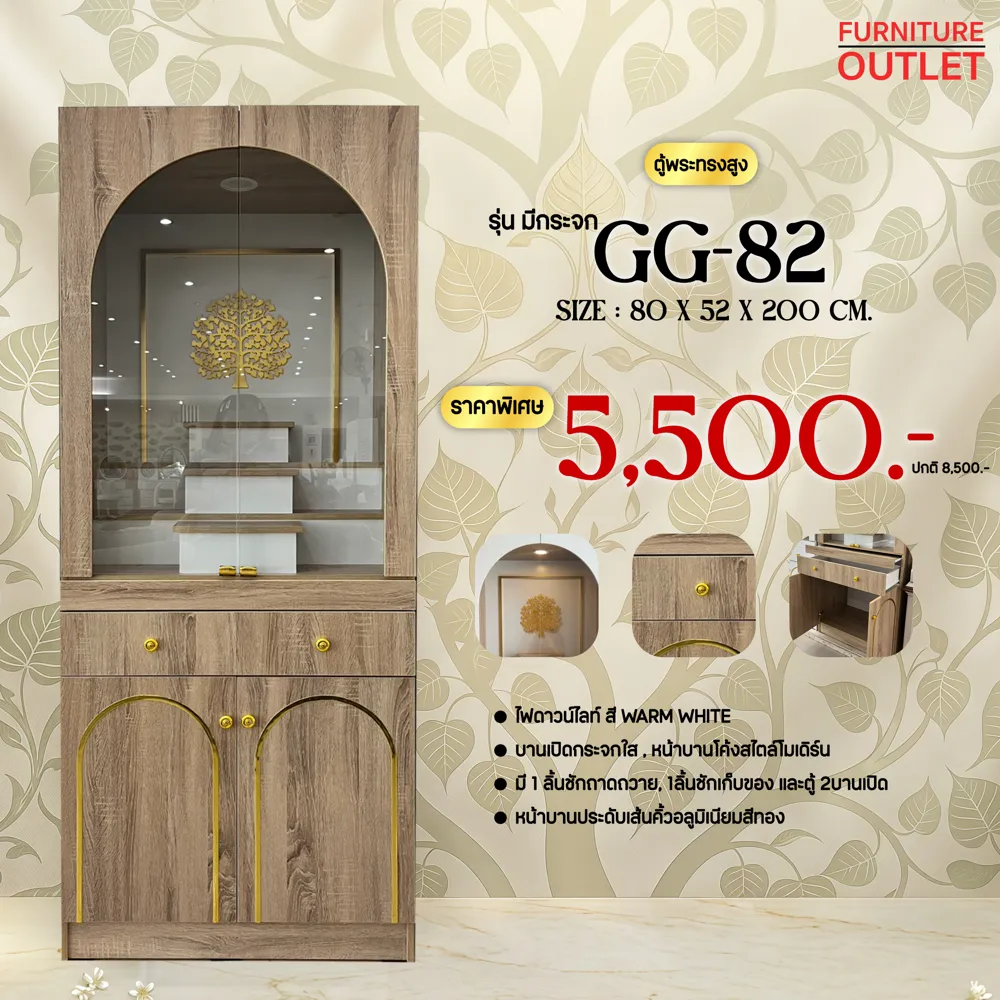 FURNITURE
OUTLET
ตู้พระทรงสูง
รุ่น มีกระจก
GG-82
SIZE : 80 X 52 X 200 CM.
ราคาพิเศษ
5,500.-
ปกติ 8,500.-
● ไฟดาวน์ไลท์ สี WARM WHITE
● บานเปิดกระจกใส , หน้าบานโค้งสไตล์โมเดิร์น
● มี 1 ลิ้นชักถาดถวาย, 1ลิ้นชักเก็บของ และตู้ 2บานเปิด
● หน้าบานประดับเส้นคิ้วอลูมิเนียมสีทอง